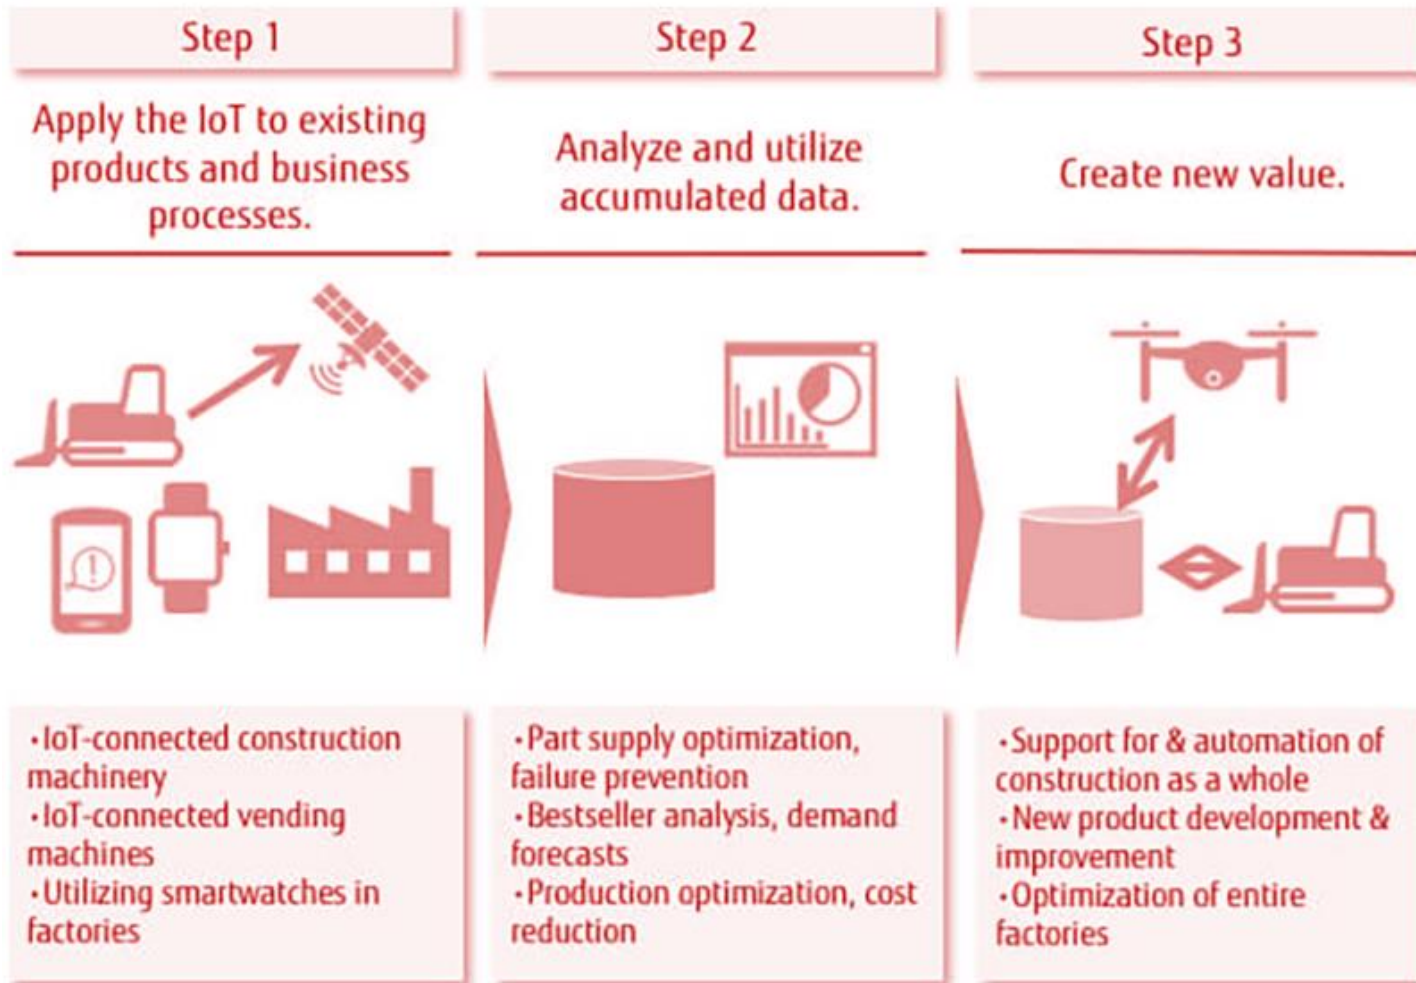 Step 1
Apply the IoT to existing
products and business
processes.
•IoT-connected construction
machinery
•IoT-connected vending
machines
•Utilizing smartwatches in
factories
Step 2
Analyze and utilize
accumulated data.
•Part supply optimization,
failure prevention
•Bestseller analysis, demand
forecasts
•Production optimization, cost
reduction
Step 3
Create new value.
•Support for & automation of
construction as a whole
•New product development &
improvement
•Optimization of entire
factories